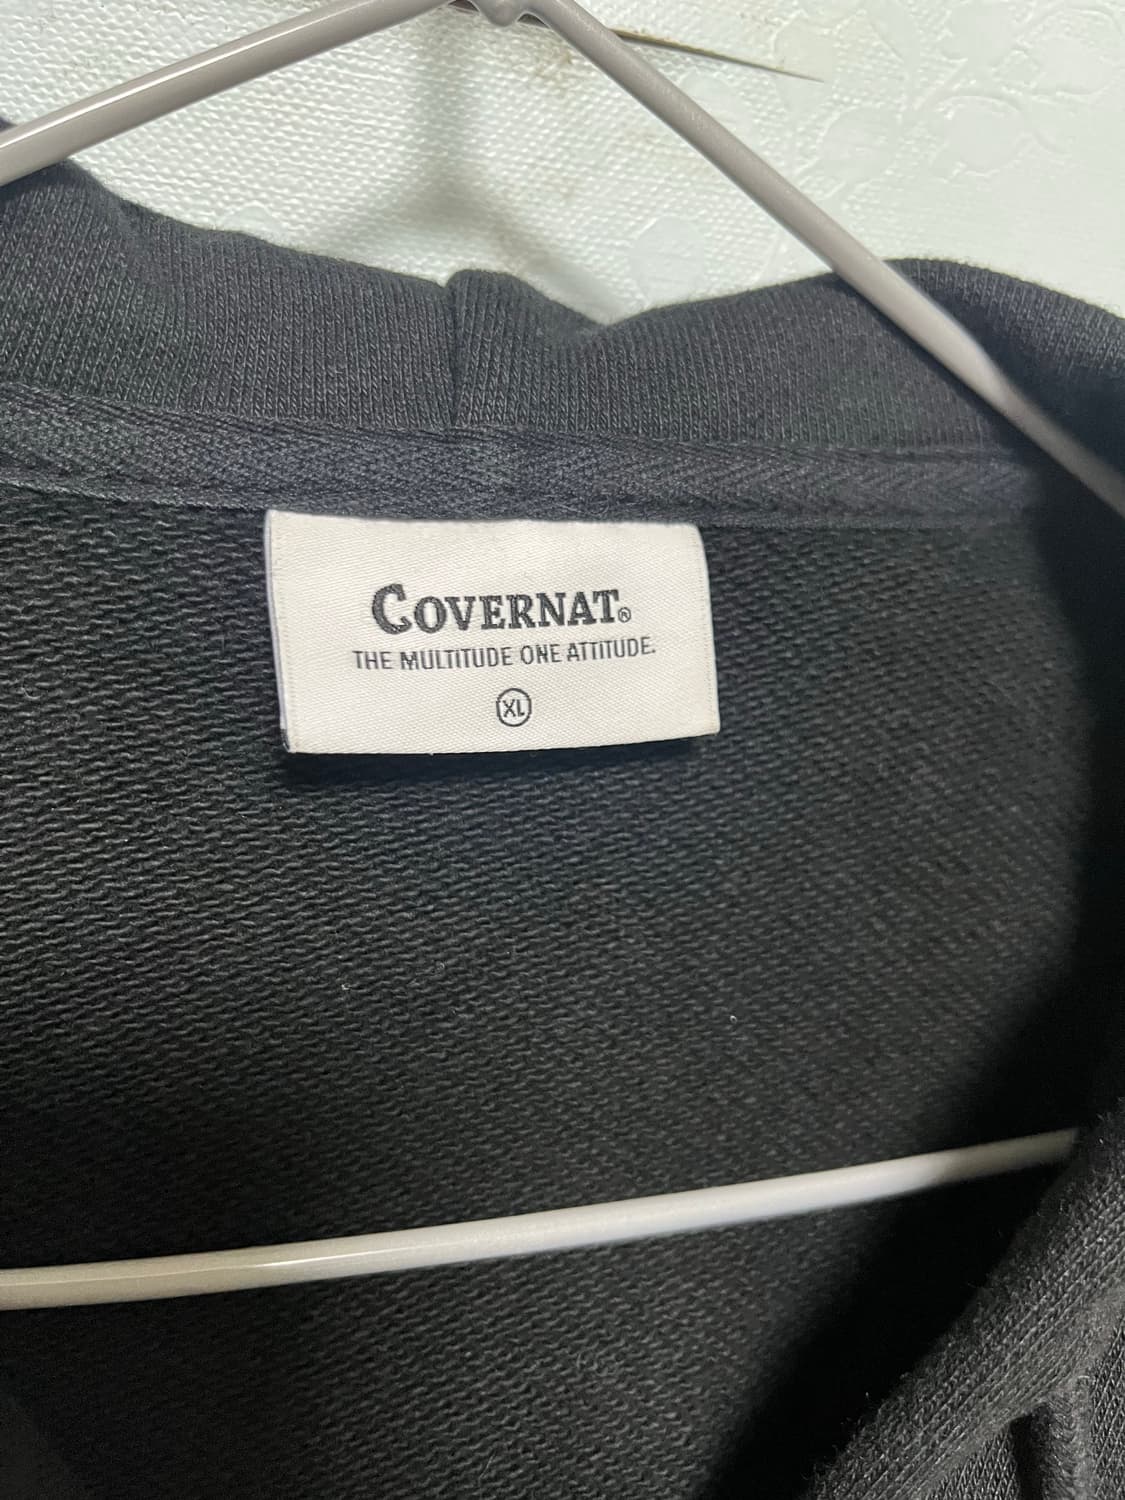 COVERNAT®
THE MULTITUDE ONE ATTITUDE.
XL